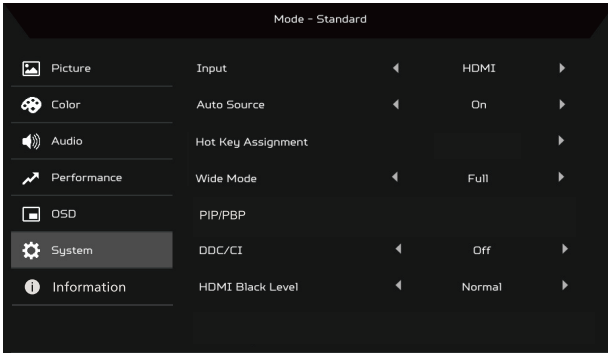 Mode - Standard
Picture
Input HDMI
Color
Auto Source On
Audio
Hot Key Assignment
Performance
Wide Mode Full
OSD
PIP/PBP
System
DDC/CI Off
Information
HDMI Black Level Normal